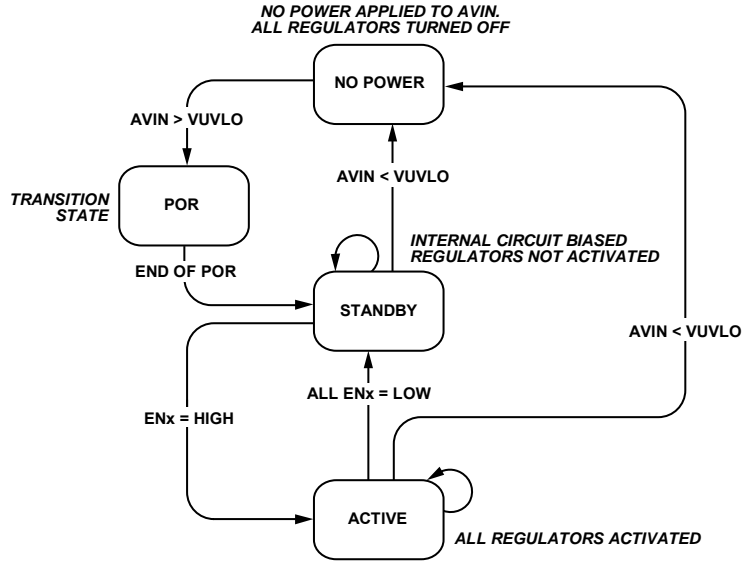 NO POWER APPLIED TO AVIN.
ALL REGULATORS TURNED OFF
NO POWER
AVIN > VUVLO
AVIN < VUVLO
TRANSITION
STATE
POR
INTERNAL CIRCUIT BIASED
REGULATORS NOT ACTIVATED
END OF POR
STANDBY
AVIN < VUVLO
ALL ENx = LOW
ENx = HIGH
ACTIVE
ALL REGULATORS ACTIVATED